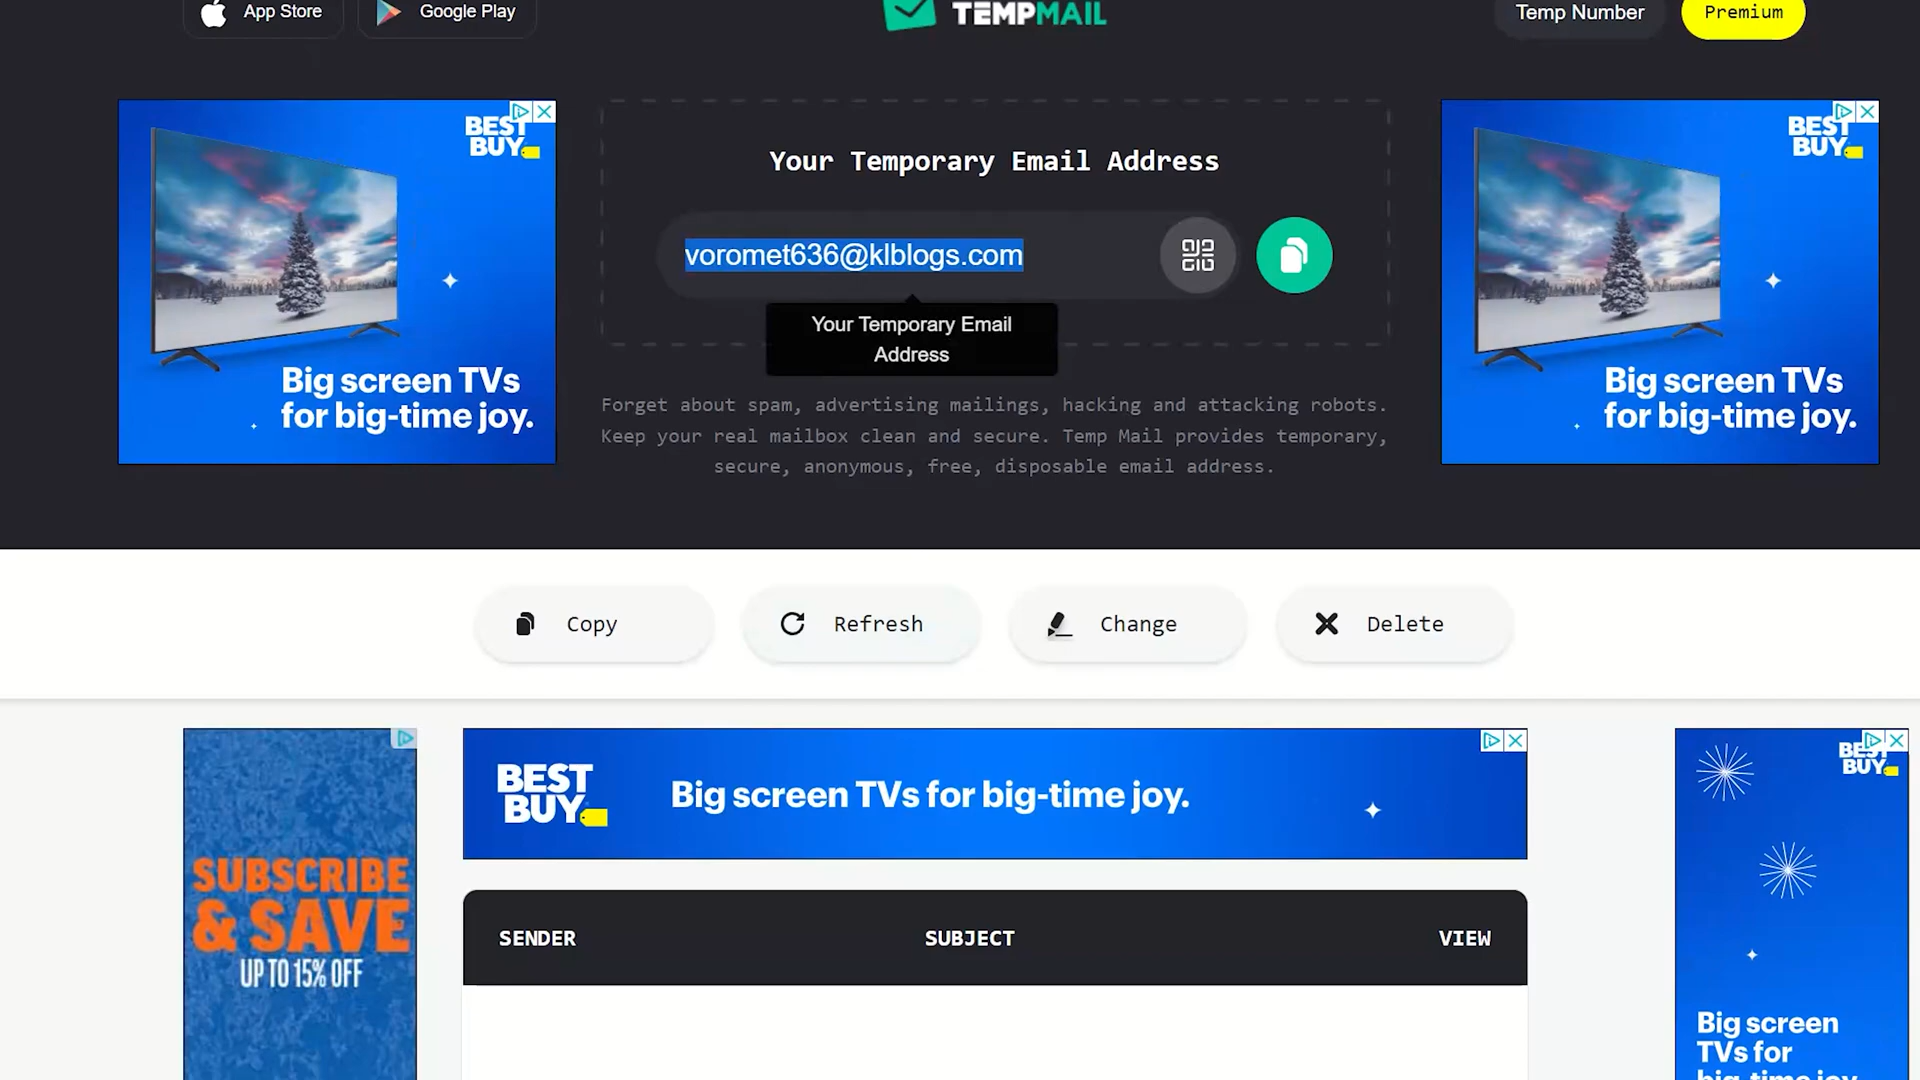 App Store
Google Play
TEMPMAIL
Temp Number
Premium
BEST
BUY
Big screen TVs
for big-time joy.
Your Temporary Email Address
voromet636@klblogs.com
Your Temporary Email
Address
Forget about spam, advertising mailings, hacking and attacking robots.
Keep your real mailbox clean and secure. Temp Mail provides temporary,
secure, anonymous, free, disposable email address.
BEST
BUY
Big screen TVs
for big-time joy.
Copy
Refresh
Change
Delete
SUBSCRIBE
& SAVE
UP TO 15% OFF
BEST
BUY
Big screen TVs for big-time joy.
SENDER
SUBJECT
VIEW
BEST
BUY
Big screen
TVs for
big-time joy